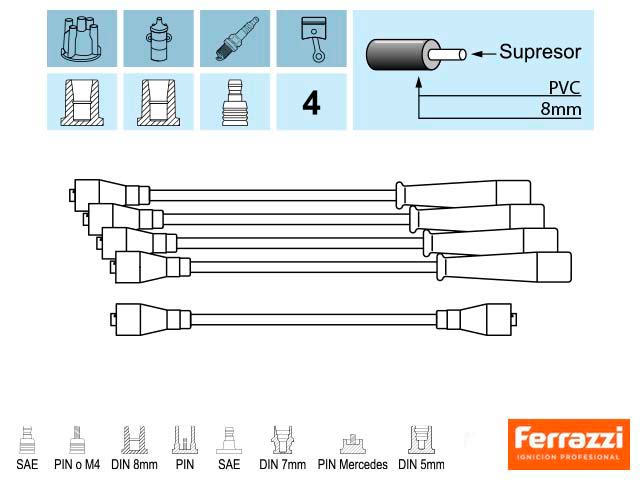 Supresor
PVC
8mm
4
SAE PIN o M4 DIN 8mm PIN SAE DIN 7mm PIN Mercedes DIN 5mm
Ferrazzi
IGNICION PROFESIONAL